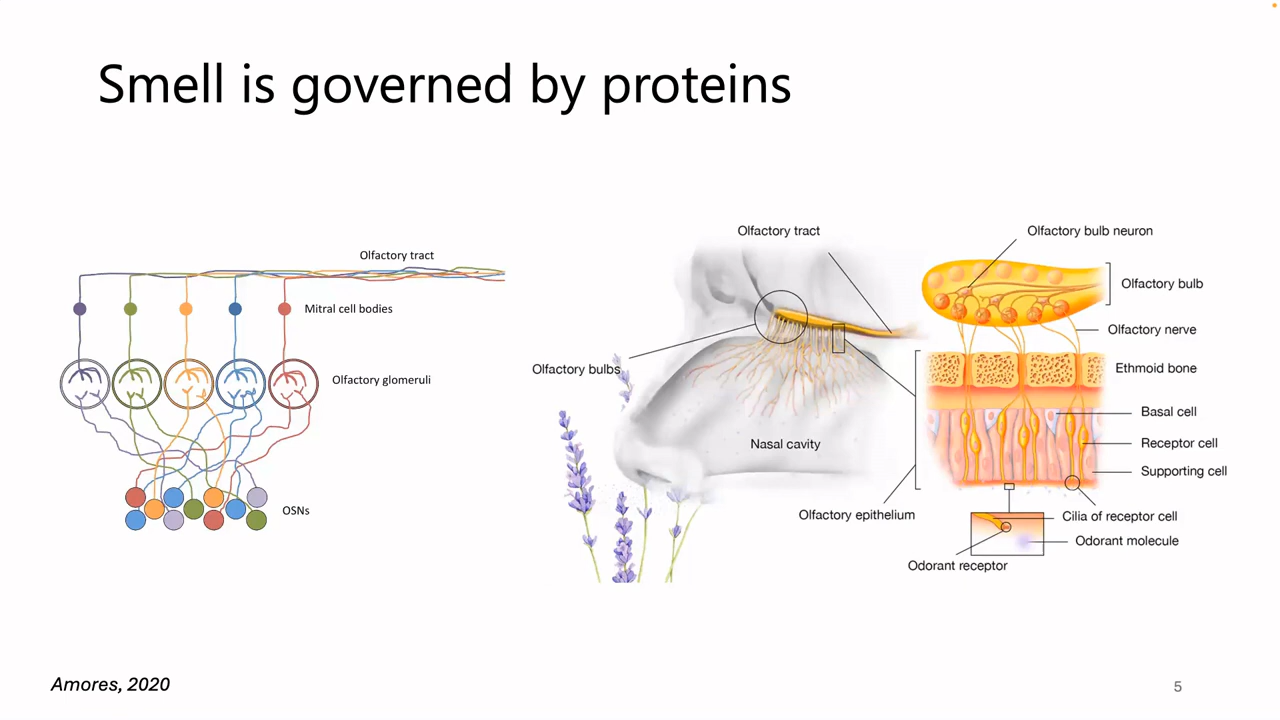 Smell is governed by proteins
Olfactory tract
Mitral cell bodies
Olfactory glomeruli
OSNs
Olfactory tract
Olfactory bulb neuron
Olfactory bulb
Olfactory nerve
Olfactory bulbs
Ethmoid bone
Basal cell
Receptor cell
Nasal cavity
Supporting cell
Olfactory epithelium
Cilia of receptor cell
Odorant molecule
Odorant receptor
Amores, 2020
5